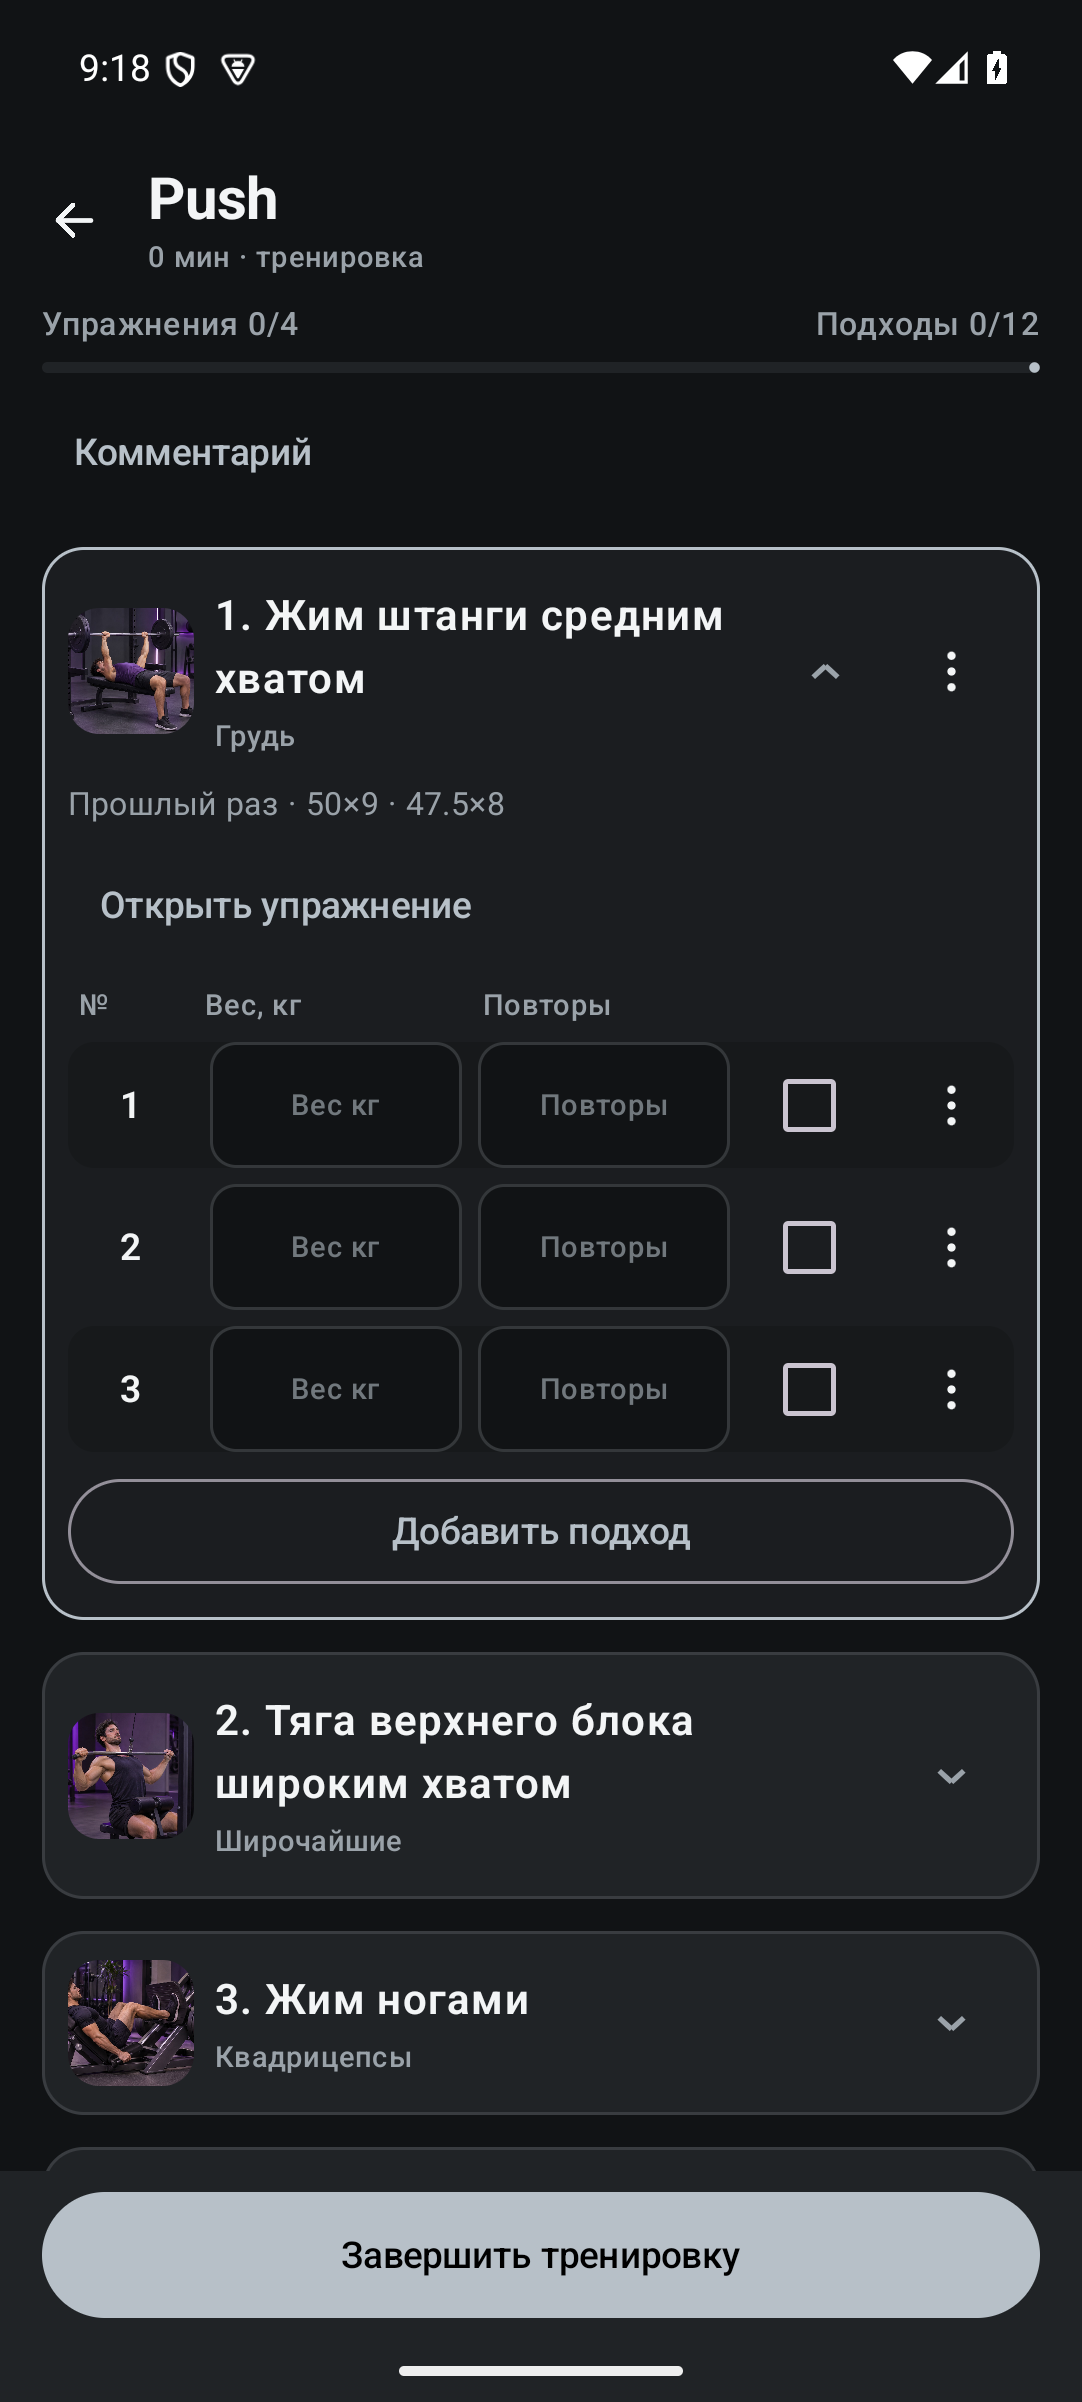 9:18
Push
0 мин · тренировка
Упражнения 0/4
Подходы 0/12
Комментарий
1. Жим штанги средним
хватом
Грудь
Прошлый раз · 50×9 · 47.5×8
Открыть упражнение
№ Вес, кг Повторы
1 Вес кг Повторы
2 Вес кг Повторы
3 Вес кг Повторы
Добавить подход
2. Тяга верхнего блока
широким хватом
Широчайшие
3. Жим ногами
Квадрицепсы
Завершить тренировку